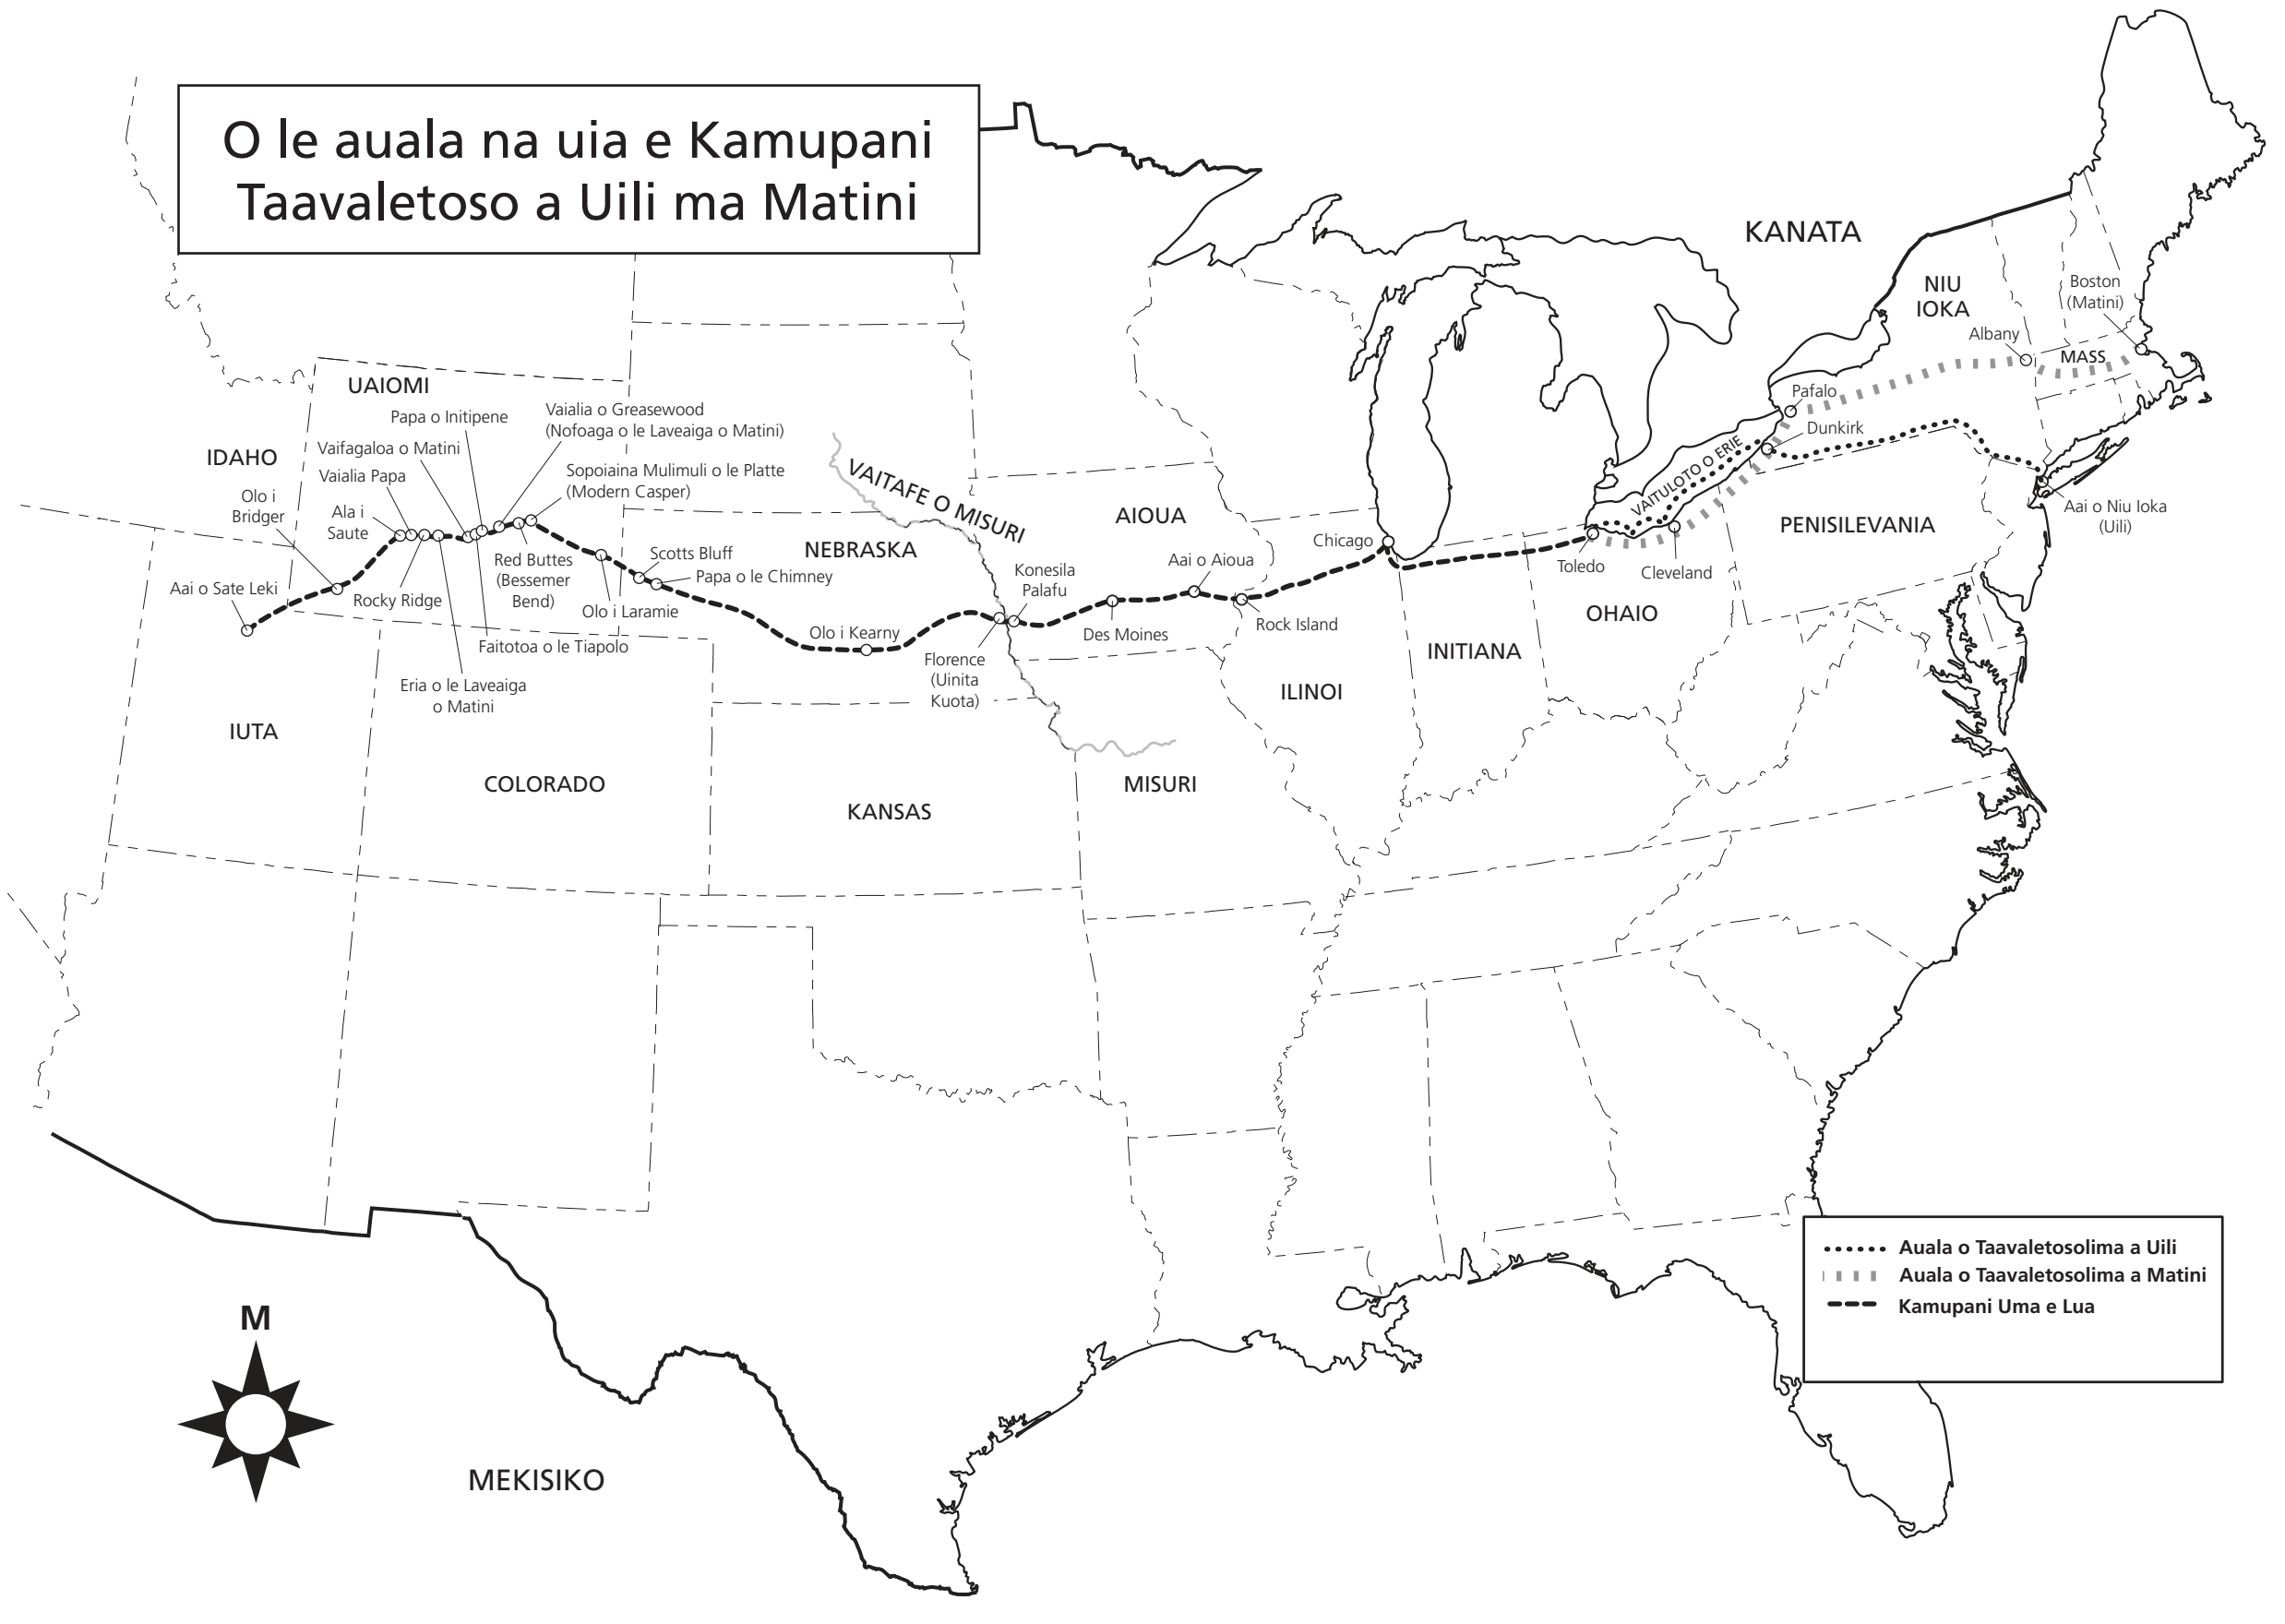 O le auala na uia e Kamupani
Taavaletoso a Uili ma Matini
KANATA
NIU
IOKA
Boston
(Matini)
Albany
MASS
UAIOMI
Pafalo
Papa o Initipene
Vaialia o Greasewood
(Nofoaga o le Laveaiga o Matini)
Dunkirk
Vaifagaloa o Matini
IDAHO
Sopoiaina Mulimuli o le Platte
(Modern Casper)
VAITAFE O MISURI
VAITULOTO O ERIE
Vaialia Papa
Olo i
Bridger
Ala i
Saute
AIOUA
Aai o Niu Ioka
(Uili)
PENISILEVANIA
Chicago
NEBRASKA
Scotts Bluff
Red Buttes
(Bessemer
Bend)
Aai o Aioua
Toledo
Cleveland
Papa o le Chimney
Konesila
Palafu
Aai o Sate Leki
Rocky Ridge
Olo i Laramie
OHAIO
Rock Island
Des Moines
Olo i Kearny
Faitotoa o le Tiapolo
INITIANA
Florence
(Uinita
Kuota)
Eria o le Laveaiga
o Matini
ILINOI
IUTA
COLORADO
MISURI
KANSAS
Auala o Taavaletosolima a Uili
Auala o Taavaletosolima a Matini
Kamupani Uma e Lua
M
MEKISIKO